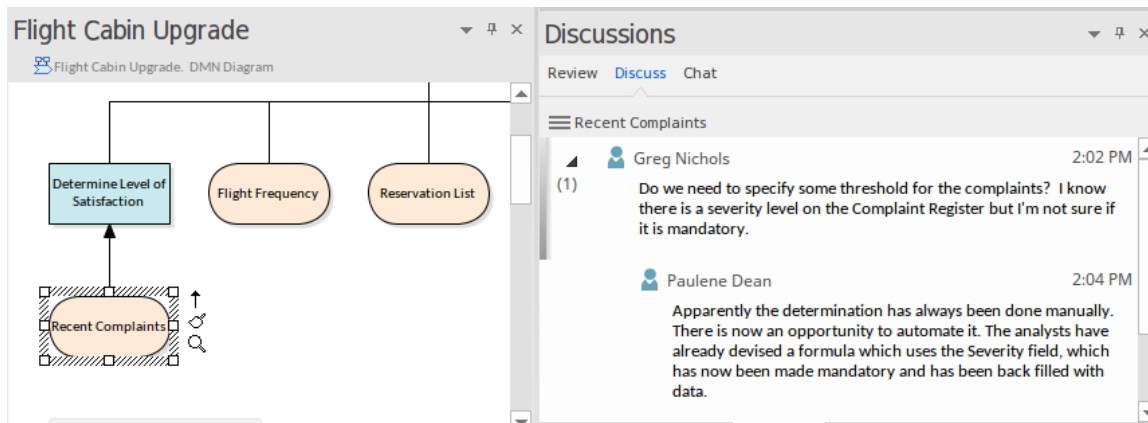 Flight Cabin Upgrade
Flight Cabin Upgrade. DMN Diagram
Determine Level of
Satisfaction
Flight Frequency
Reservation List
Recent Complaints
Discussions
Review Discuss Chat
Recent Complaints
Greg Nichols 2:02 PM
(1)
Do we need to specify some threshold for the complaints? I know
there is a severity level on the Complaint Register but I'm not sure if
it is mandatory.
Paulene Dean 2:04 PM
Apparently the determination has always been done manually.
There is now an opportunity to automate it. The analysts have
already devised a formula which uses the Severity field, which
has now been made mandatory and has been back filled with
data.